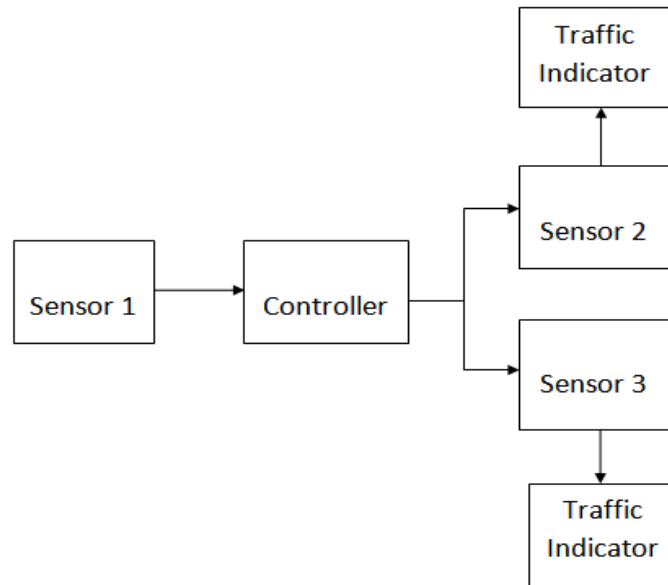 Traffic
Indicator
Sensor 2
Sensor 1
Controller
Sensor 3
Traffic
Indicator